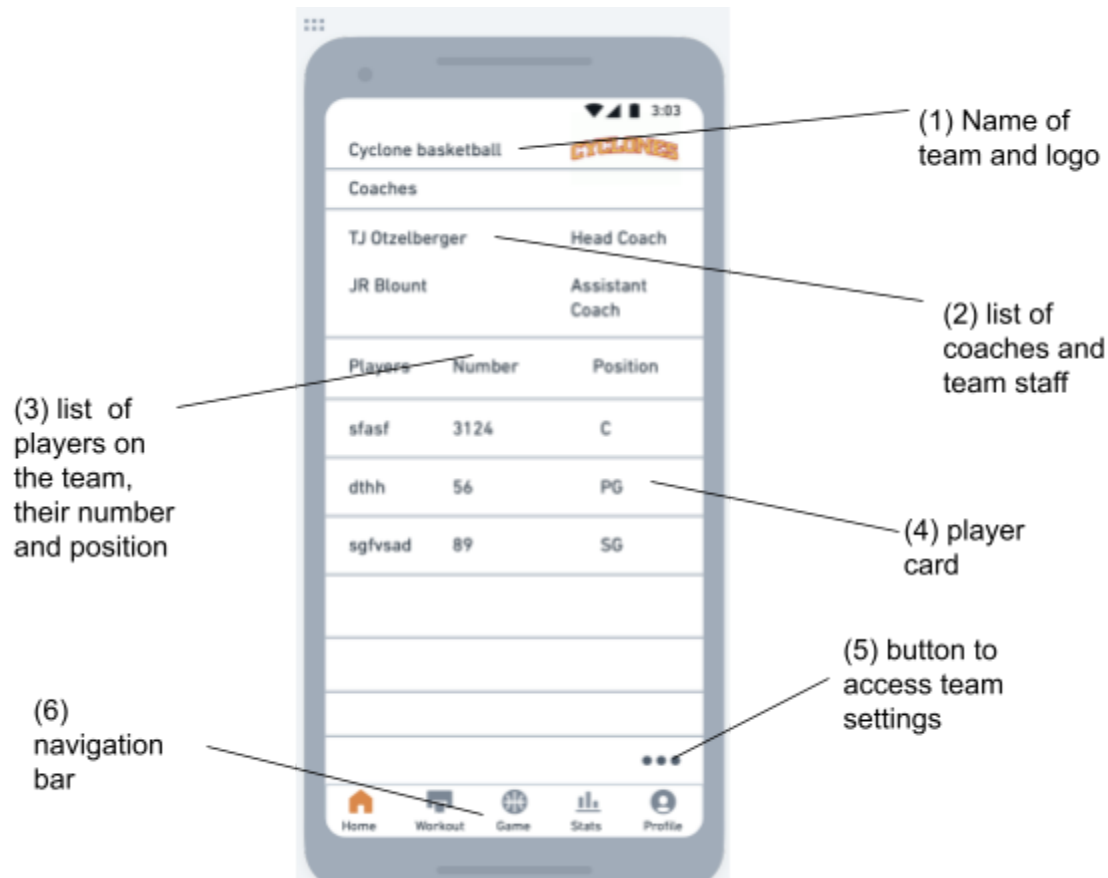 3:03
(1) Name of
team and logo
Cyclone basketball CYCLONES
Coaches
TJ Otzelberger Head Coach
JR Blount Assistant
Coach
(2) list of
coaches and
team staff
Players Number Position
(3) list of
players on
the team,
their number
and position
sfasf 3124 C
dthh 56 PG
(4) player
card
sgfvsad 89 SG
(5) button to
access team
settings
(6)
navigation
bar
Home Workout Game Stats Profile